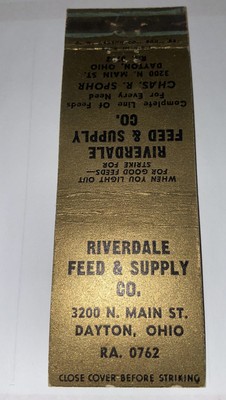 RIVERDALE
FEED & SUPPLY
CO.
3200 N. MAIN ST.
DAYTON, OHIO
RA. 0762
CLOSE COVER BEFORE STRIKING
WHEN YOU LIGHT OUT
FOR GOOD FEEDS—
STRIKE FOR
RIVERDALE
FEED & SUPPLY
CO.
Complete Line Of Feeds
For Every Need
CHAS. R. SPOHR
3200 N. MAIN ST.
DAYTON, OHIO